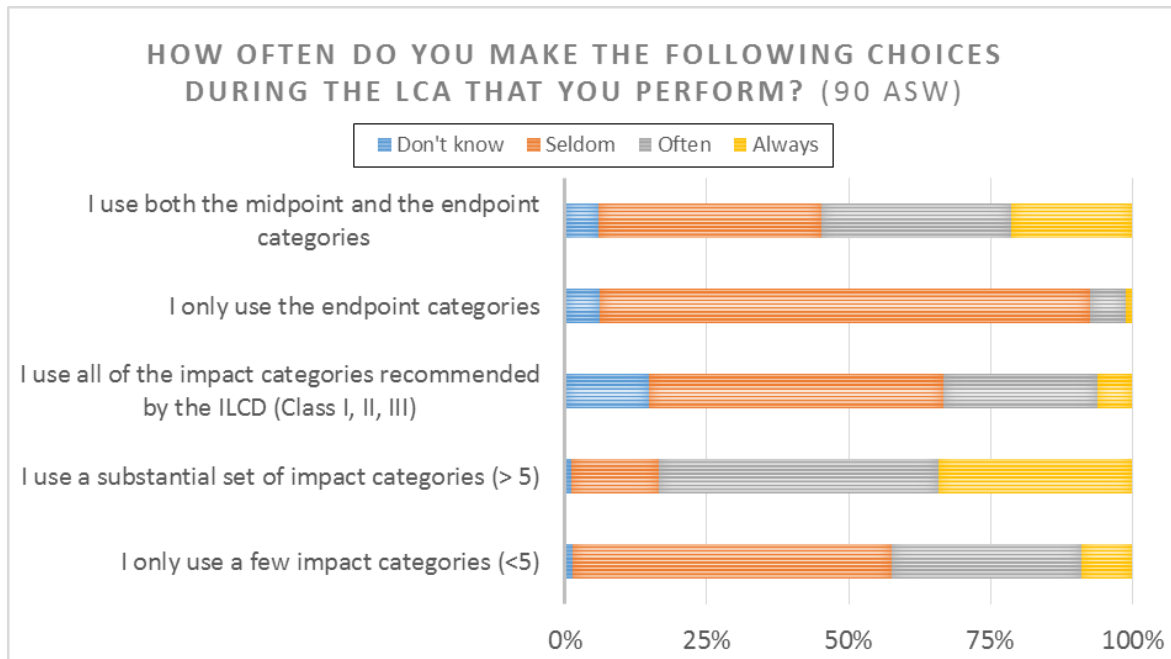 HOW OFTEN DO YOU MAKE THE FOLLOWING CHOICES
DURING THE LCA THAT YOU PERFORM? (90 ASW)
Don't know Seldom Often Always
I use both the midpoint and the endpoint
categories
I only use the endpoint categories
I use all of the impact categories recommended
by the ILCD (Class I, II, III)
I use a substantial set of impact categories (> 5)
I only use a few impact categories (<5)
0% 25% 50% 75% 100%